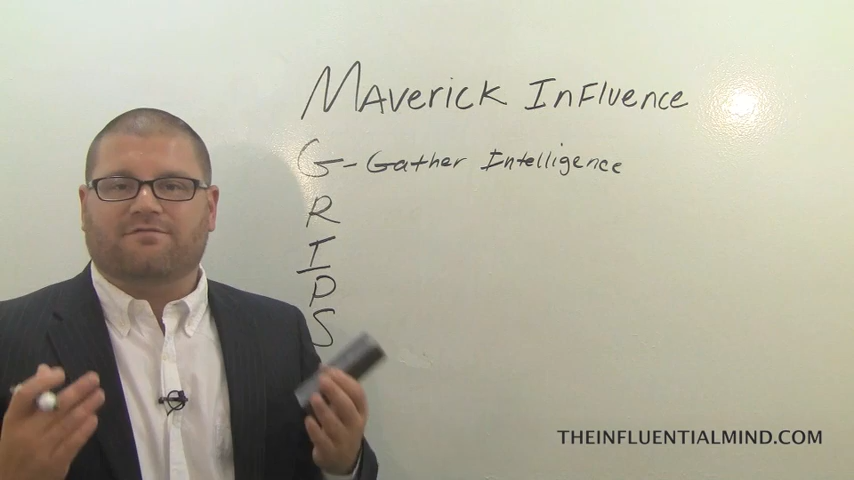 Maverick Influence
G - Gather Intelligence
R
I
P
S
THEINFLUENTIALMIND.COM